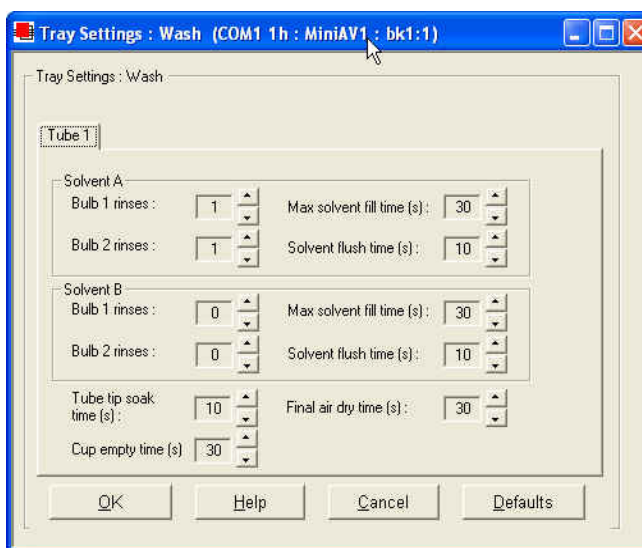 Tray Settings : Wash (COM1 1h : MiniAV1 : bk1:1)
Tray Settings : Wash
Tube 1
Solvent A
Bulb 1 rinses : 1 Max solvent fill time (s) : 30
Bulb 2 rinses : 1 Solvent flush time (s) : 10
Solvent B
Bulb 1 rinses : 0 Max solvent fill time (s) : 30
Bulb 2 rinses : 0 Solvent flush time (s) : 10
Tube tip soak
time (s) : 10 Final air dry time (s) : 30
Cup empty time (s) 30
OK Help Cancel Defaults